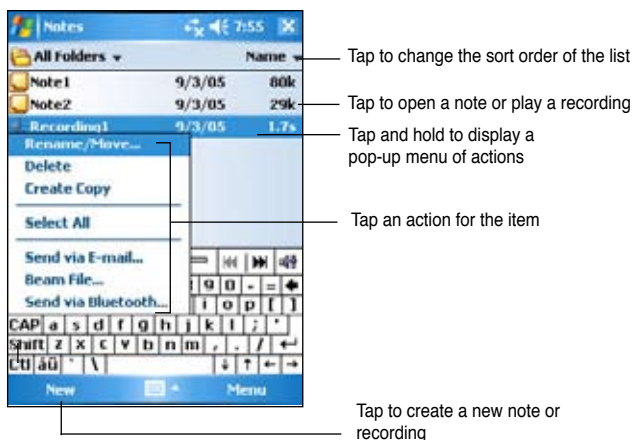 Notes 7:55
All Folders Name
Tap to change the sort order of the list
Note1 9/3/05 80k
Note2 9/3/05 29k
Tap to open a note or play a recording
Recording1 9/3/05 1.7s
Tap and hold to display a
pop-up menu of actions
Rename/Move...
Delete
Create Copy
Select All
Tap an action for the item
Send via E-mail...
Beam File...
Send via Bluetooth...
9 0 - =
i o p [ ]
CAP a s d f g h j k l ; '
Shift z x c v b n m , . /
Ctl áü ` \
New Menu
Tap to create a new note or
recording